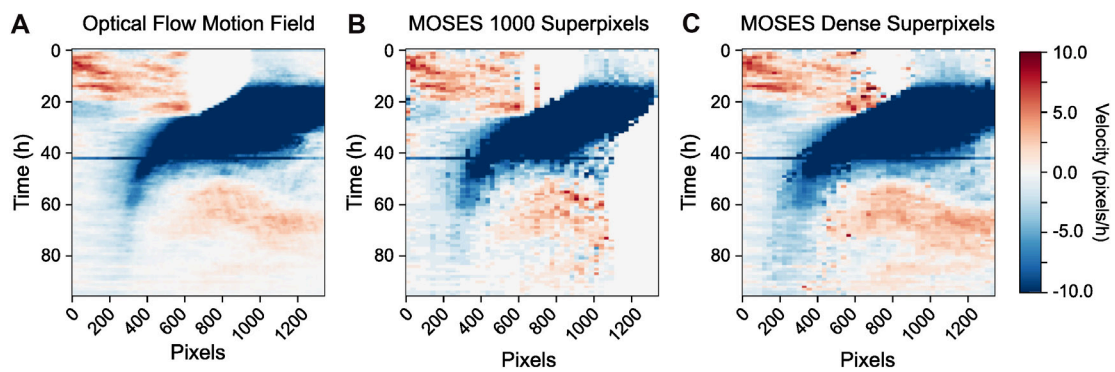 A Optical Flow Motion Field
B MOSES 1000 Superpixels
C MOSES Dense Superpixels
0
20
40
60
80
Time (h)
0 200 400 600 800 1000 1200
Pixels
0
20
40
60
80
Time (h)
0 200 400 600 800 1000 1200
Pixels
0
20
40
60
80
Time (h)
0 200 400 600 800 1000 1200
Pixels
10.0
5.0
0.0
-5.0
-10.0
Velocity (pixels/h)